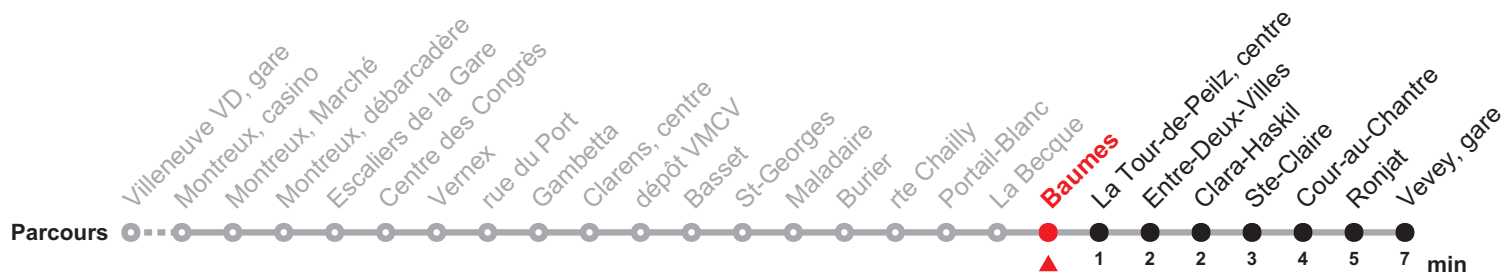 Villeneuve VD, gare
Montreux, casino
Montreux, Marché
Montreux, débarcadère
Escaliers de la Gare
Centre des Congrès
Vernex
rue du Port
Gambetta
Clarens, centre
dépôt VMCV
Basset
St-Georges
Maladaire
Burier
rte Chailly
Portail-Blanc
La Becque
Baumes
La Tour-de-Peilz, centre
Entre-Deux-Villes
Clara-Haskil
Ste-Claire
Cour-au-Chantre
Ronjat
Vevey, gare
Parcours
1 2 2 3 4 5 7 min